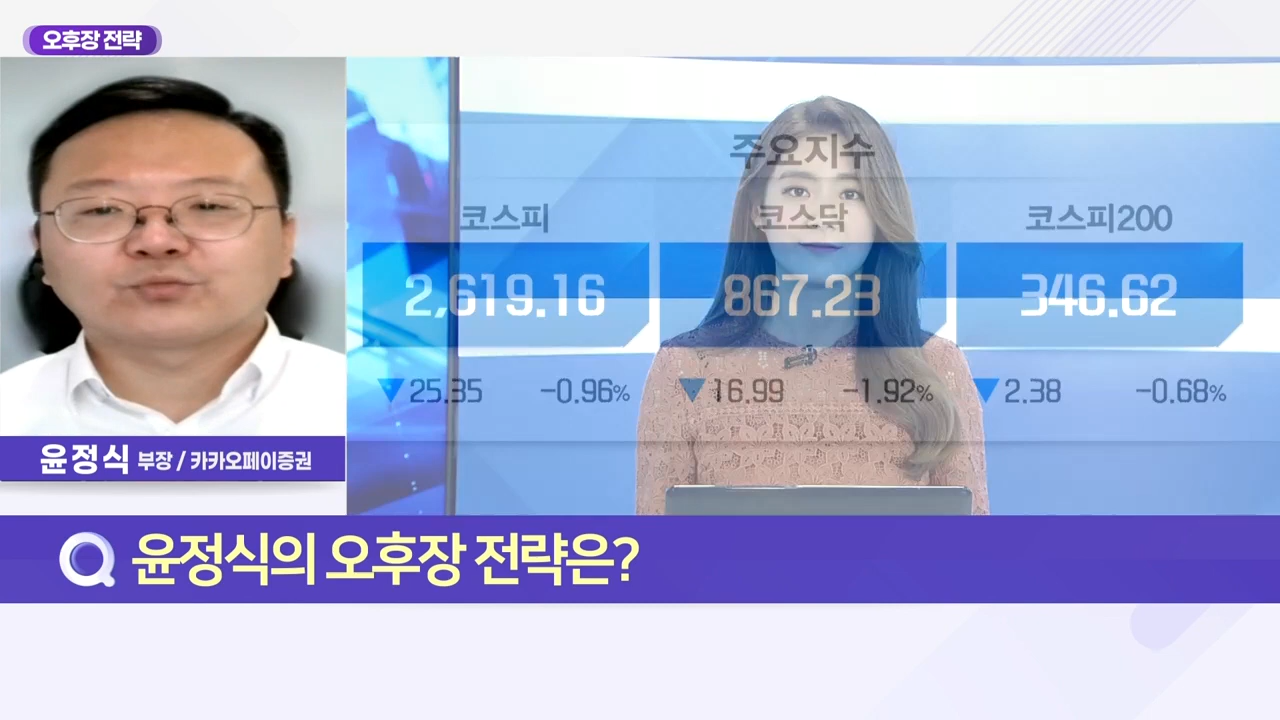 오후장 전략
주요지수
코스피 코스닥 코스피200
2,619.16 867.23 346.62
▼25.35 -0.96% ▼16.99 -1.92% ▼2.38 -0.68%
윤정식 부장 / 카카오페이증권
Q 윤정식의 오후장 전략은?